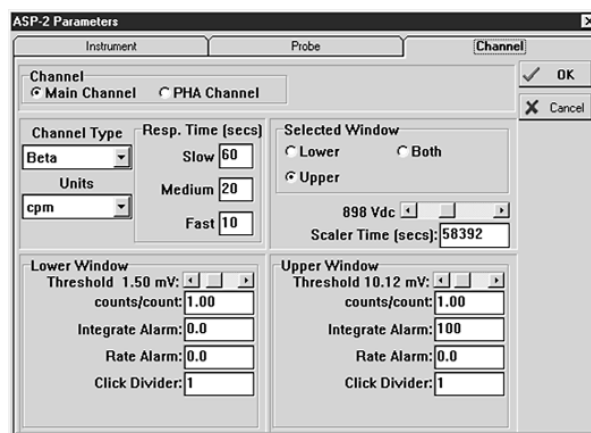 ASP-2 Parameters
Instrument Probe Channel
Channel
Main Channel PHA Channel
OK
Cancel
Channel Type
Beta
Units
cpm
Resp. Time (secs)
Slow 60
Medium 20
Fast 10
Selected Window
Lower Both
Upper
898 Vdc
Scaler Time (secs): 58392
Lower Window
Threshold 1.50 mV:
counts/count: 1.00
Integrate Alarm: 0.0
Rate Alarm: 0.0
Click Divider: 1
Upper Window
Threshold 10.12 mV:
counts/count: 1.00
Integrate Alarm: 100
Rate Alarm: 0.0
Click Divider: 1